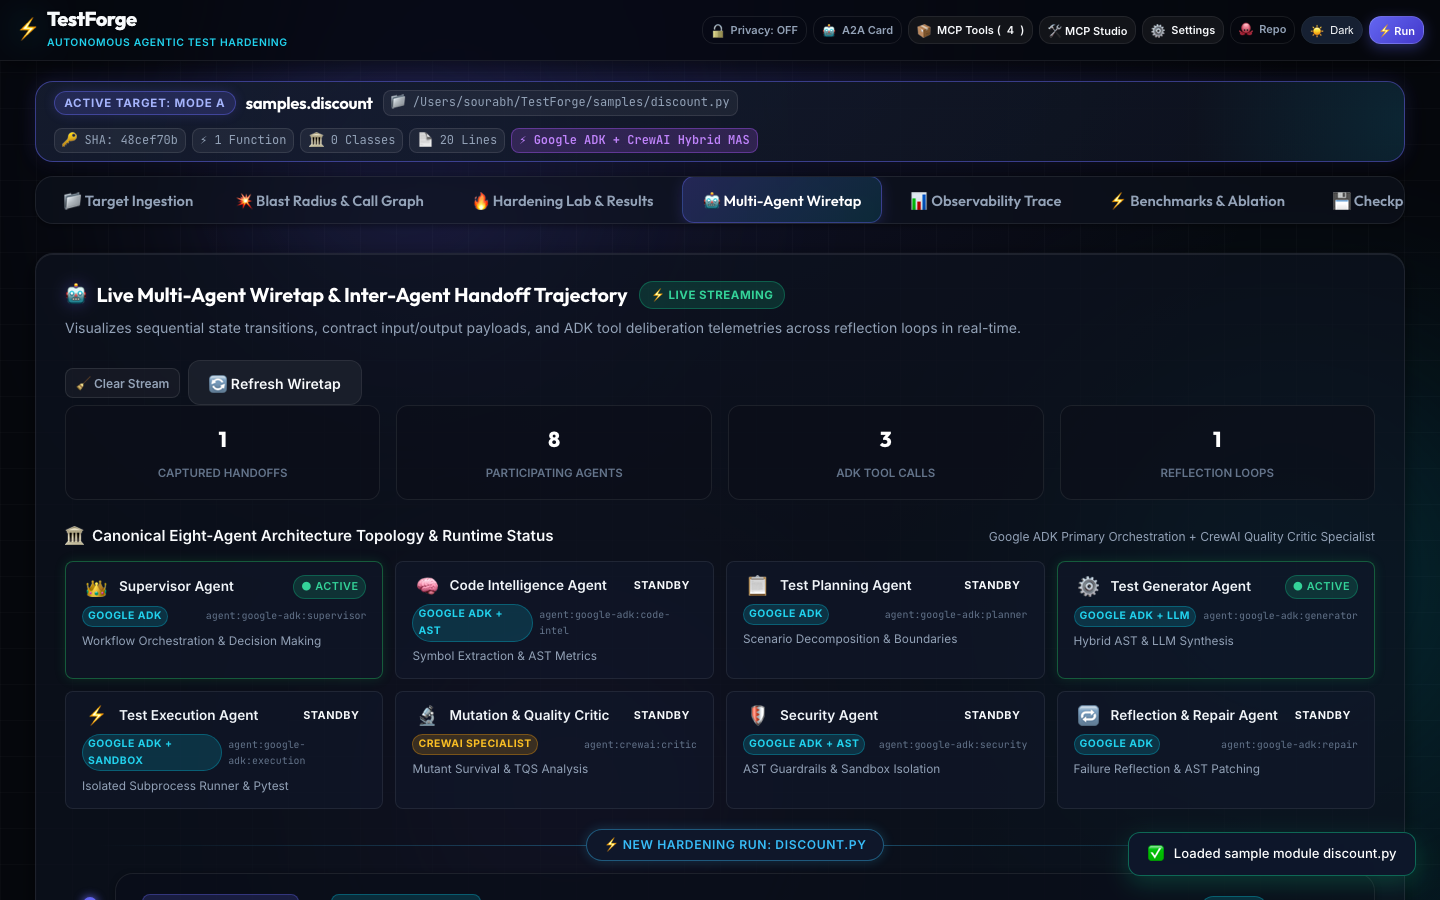 TestForge
AUTONOMOUS AGENTIC TEST HARDENING
Privacy: OFF
A2A Card
MCP Tools ( 4 )
MCP Studio
Settings
Repo
Dark
Run
ACTIVE TARGET: MODE A
samples.discount
/Users/sourabh/TestForge/samples/discount.py
SHA: 48cef70b
1 Function
0 Classes
20 Lines
Google ADK + CrewAI Hybrid MAS
Target Ingestion
Blast Radius & Call Graph
Hardening Lab & Results
Multi-Agent Wiretap
Observability Trace
Benchmarks & Ablation
Checkp
Live Multi-Agent Wiretap & Inter-Agent Handoff Trajectory
LIVE STREAMING
Visualizes sequential state transitions, contract input/output payloads, and ADK tool deliberation telemetries across reflection loops in real-time.
Clear Stream
Refresh Wiretap
1
CAPTURED HANDOFFS
8
PARTICIPATING AGENTS
3
ADK TOOL CALLS
1
REFLECTION LOOPS
Canonical Eight-Agent Architecture Topology & Runtime Status
Google ADK Primary Orchestration + CrewAI Quality Critic Specialist
Supervisor Agent
ACTIVE
GOOGLE ADK
agent:google-adk:supervisor
Workflow Orchestration & Decision Making
Code Intelligence Agent
STANDBY
GOOGLE ADK +
AST
agent:google-adk:code-
intel
Symbol Extraction & AST Metrics
Test Planning Agent
STANDBY
GOOGLE ADK
agent:google-adk:planner
Scenario Decomposition & Boundaries
Test Generator Agent
ACTIVE
GOOGLE ADK + LLM
agent:google-adk:generator
Hybrid AST & LLM Synthesis
Test Execution Agent
STANDBY
GOOGLE ADK +
SANDBOX
agent:google-
adk:execution
Isolated Subprocess Runner & Pytest
Mutation & Quality Critic
STANDBY
CREWAI SPECIALIST
agent:crewai:critic
Mutant Survival & TQS Analysis
Security Agent
STANDBY
GOOGLE ADK + AST
agent:google-adk:security
AST Guardrails & Sandbox Isolation
Reflection & Repair Agent
STANDBY
GOOGLE ADK
agent:google-adk:repair
Failure Reflection & AST Patching
NEW HARDENING RUN: DISCOUNT.PY
Loaded sample module discount.py